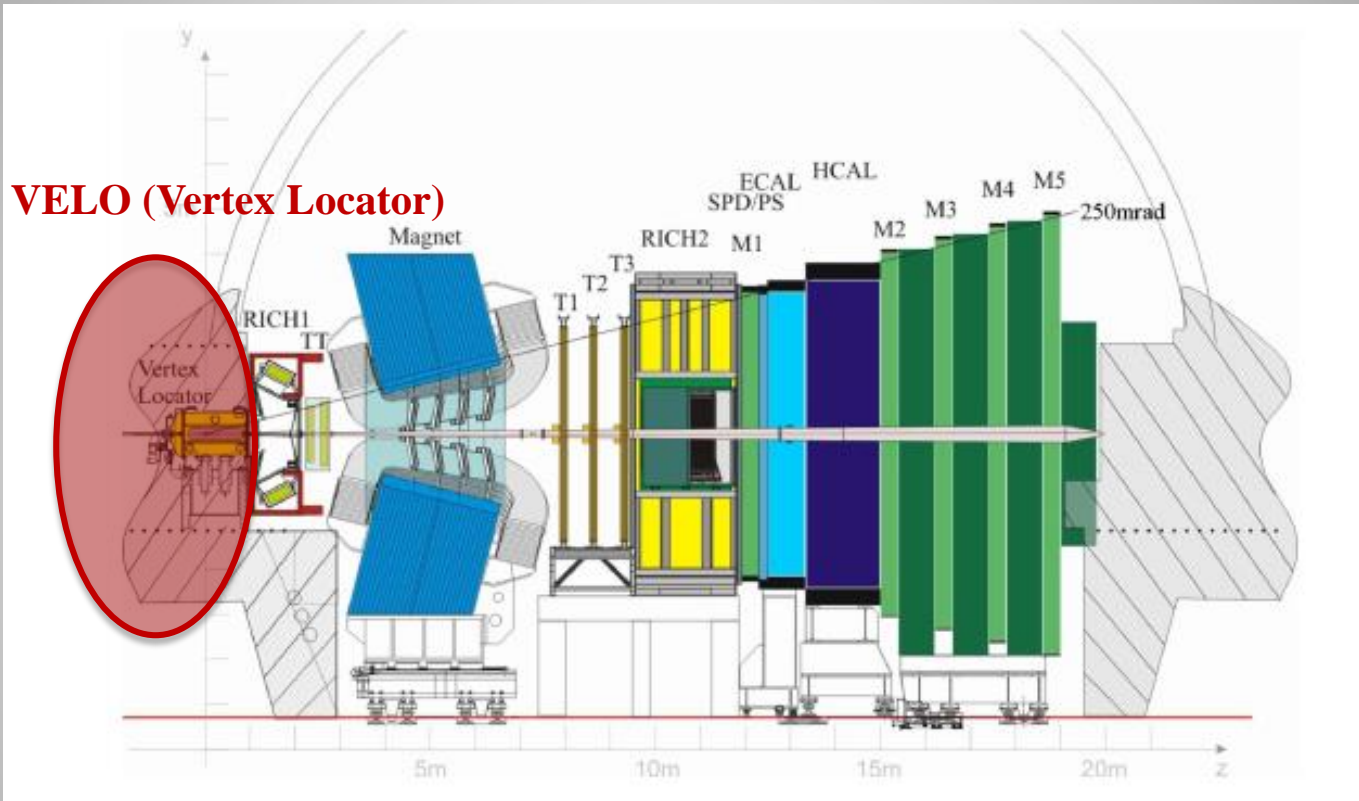 y
VELO (Vertex Locator)
Magnet
RICH1
TT
Vertex
Locator
T1
T2
T3
RICH2
SPD/PS
ECAL
HCAL
M1
M2
M3
M4
M5
250mrad
5m
10m
15m
20m
z